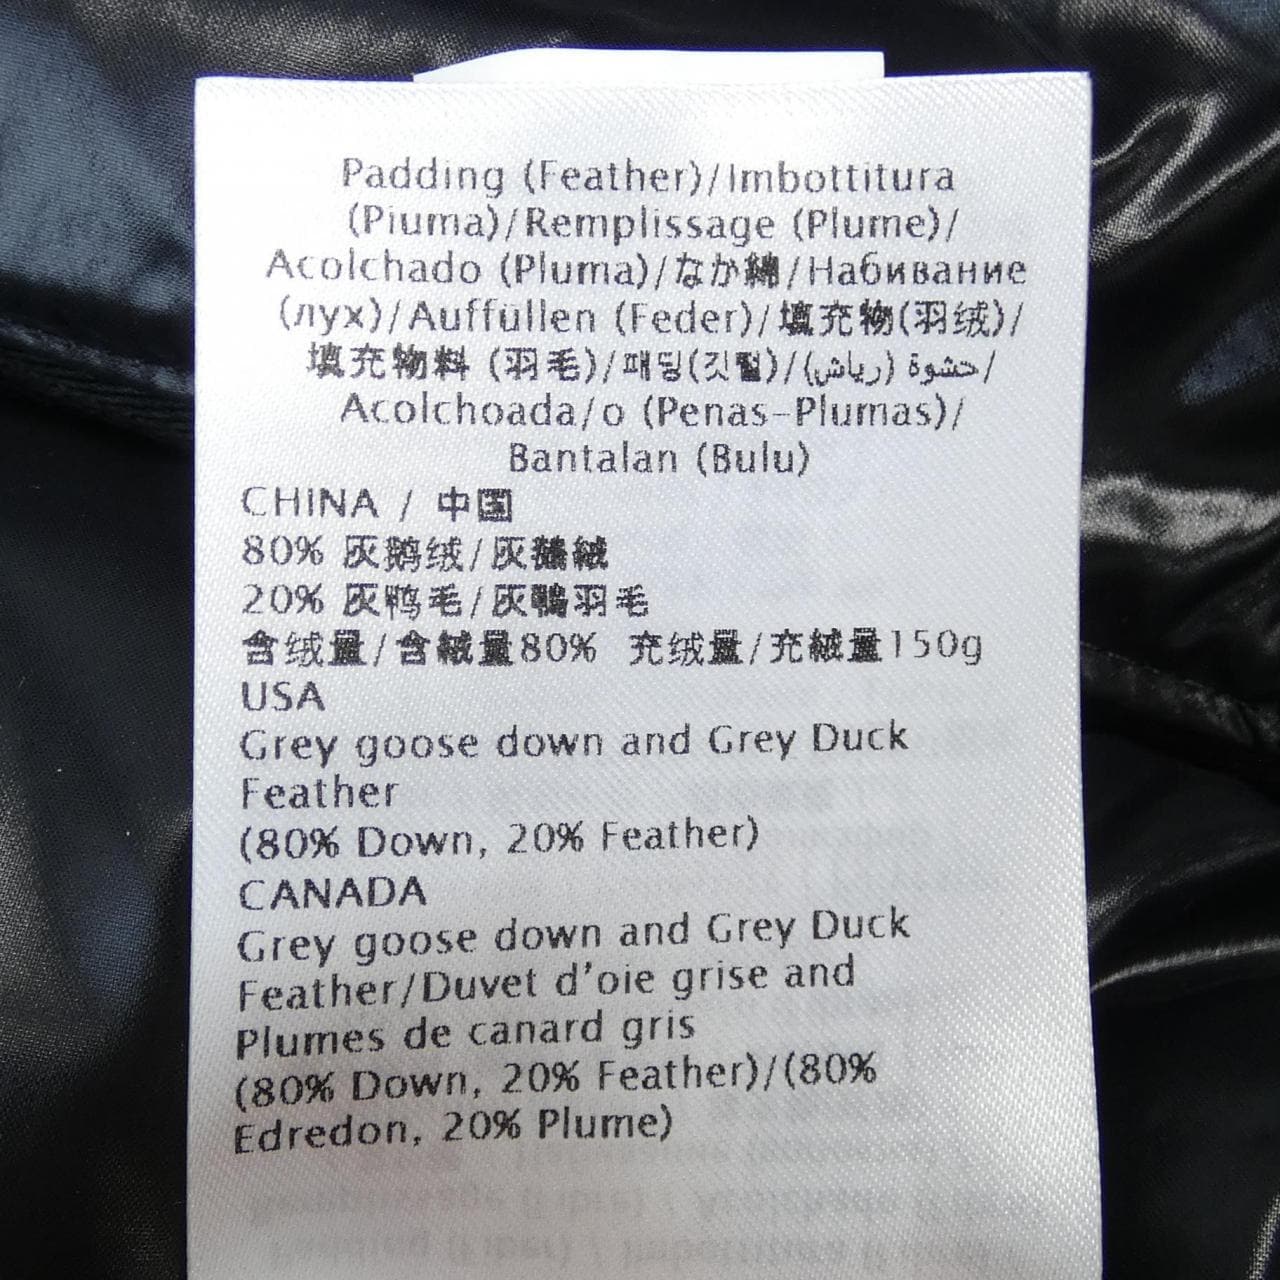 Padding (Feather)/Imbottitura
(Piuma)/Remplissage (Plume)/
Acolchado (Pluma)/なか綿/Набивание
(лух)/Auffüllen (Feder)/填充物(羽绒)/
填充物料 (羽毛)/패딩(깃털)/حشوة (رياش)/
Acolchoada/o (Penas-Plumas)/
Bantalan (Bulu)
CHINA / 中国
80% 灰鹅绒/灰鵝絨
20% 灰鸭毛/灰鴨羽毛
含绒量/含絨量80% 充绒量/充絨量150g
USA
Grey goose down and Grey Duck
Feather
(80% Down, 20% Feather)
CANADA
Grey goose down and Grey Duck
Feather/Duvet d'oie grise and
Plumes de canard gris
(80% Down, 20% Feather)/(80%
Edredon, 20% Plume)